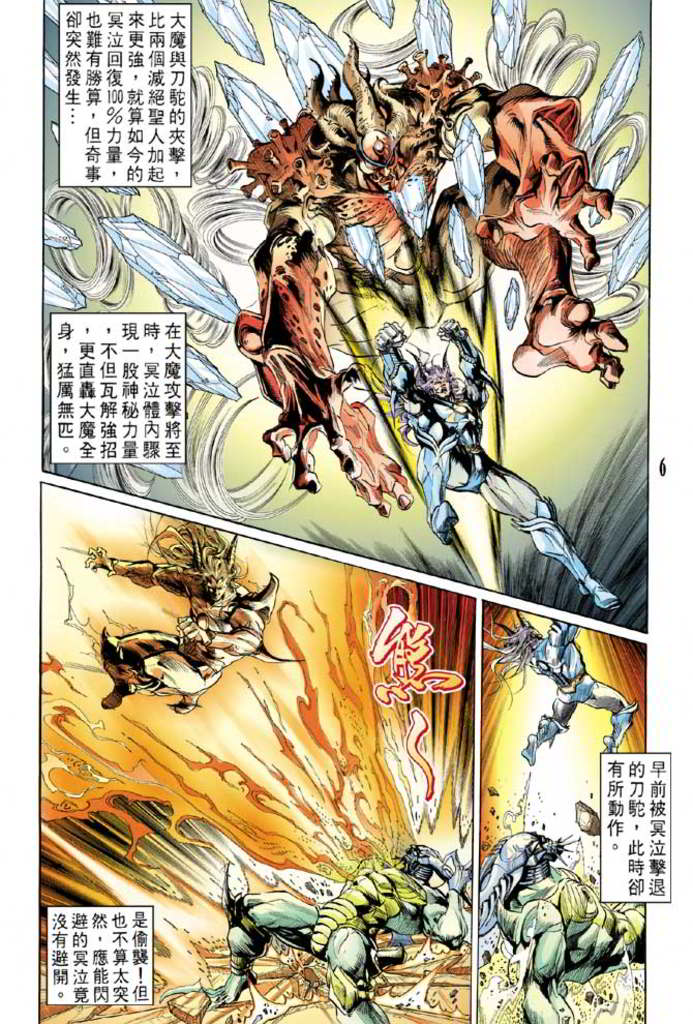 大魔與刀駝的夾擊，
比兩個滅絕聖人加起
來更強，就算如今的
冥泣回復100%力量，
也難有勝算，但奇事
卻突然發生…
在大魔攻擊將至
時，冥泣體內驟
現一股神秘力量
，不但瓦解強招
，更直轟大魔全
身，猛厲無匹。
6
早前被冥泣擊退
的刀駝，此時卻
有所動作。
是偷襲！但
也不算太突
然，應能閃
避的冥泣竟
沒有避開。